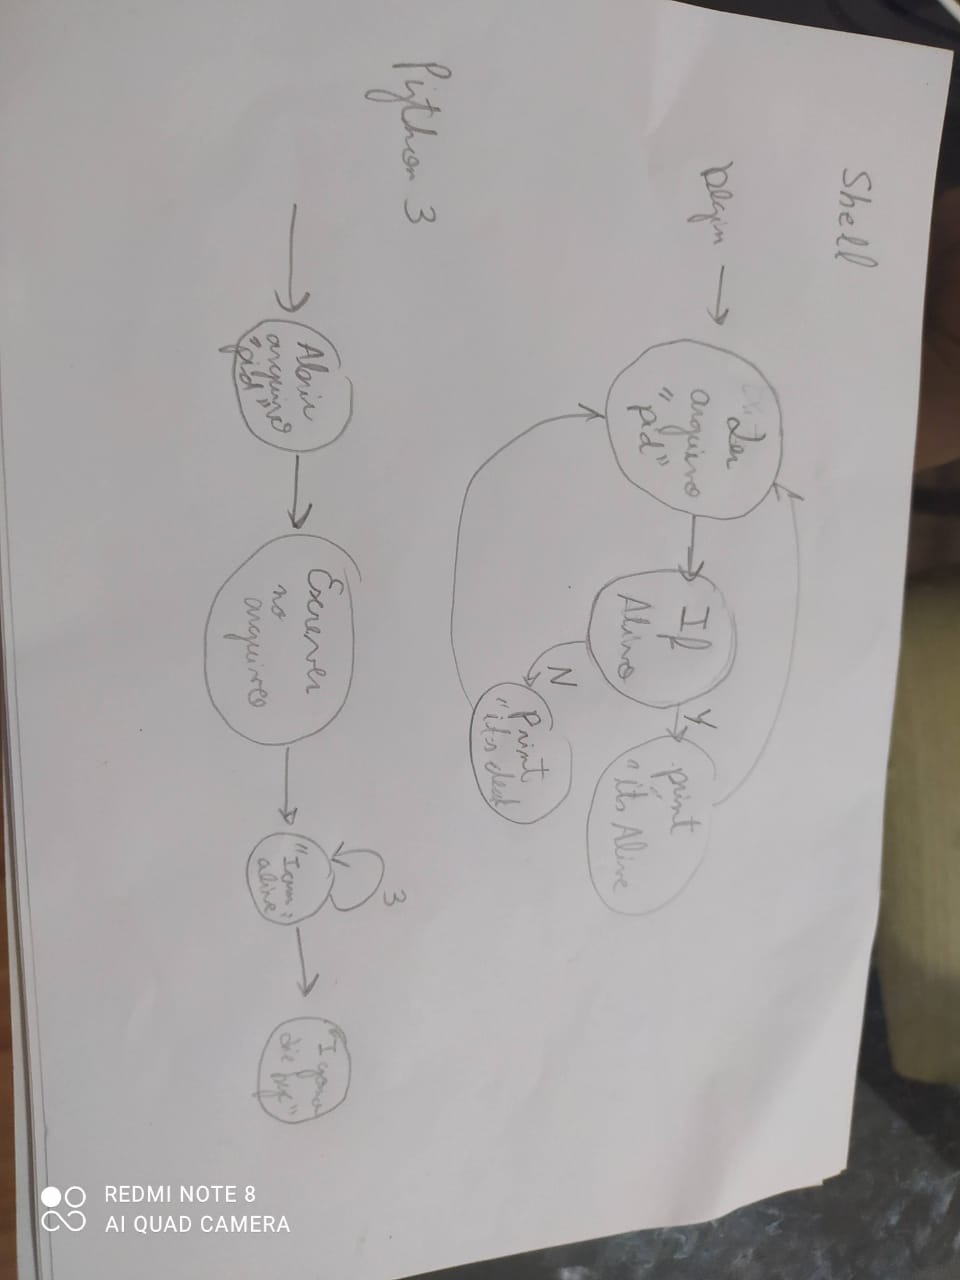 Shell
begin
Ler
arquivo
"pid"
If
Alivo
Y
print
"its Alive
N
Print
"its dead
Python 3
Abrir
arquivo
"pid"
Escrever
no
arquivo
3
"I am
alive
"I gona
die bye"
REDMI NOTE 8
AI QUAD CAMERA